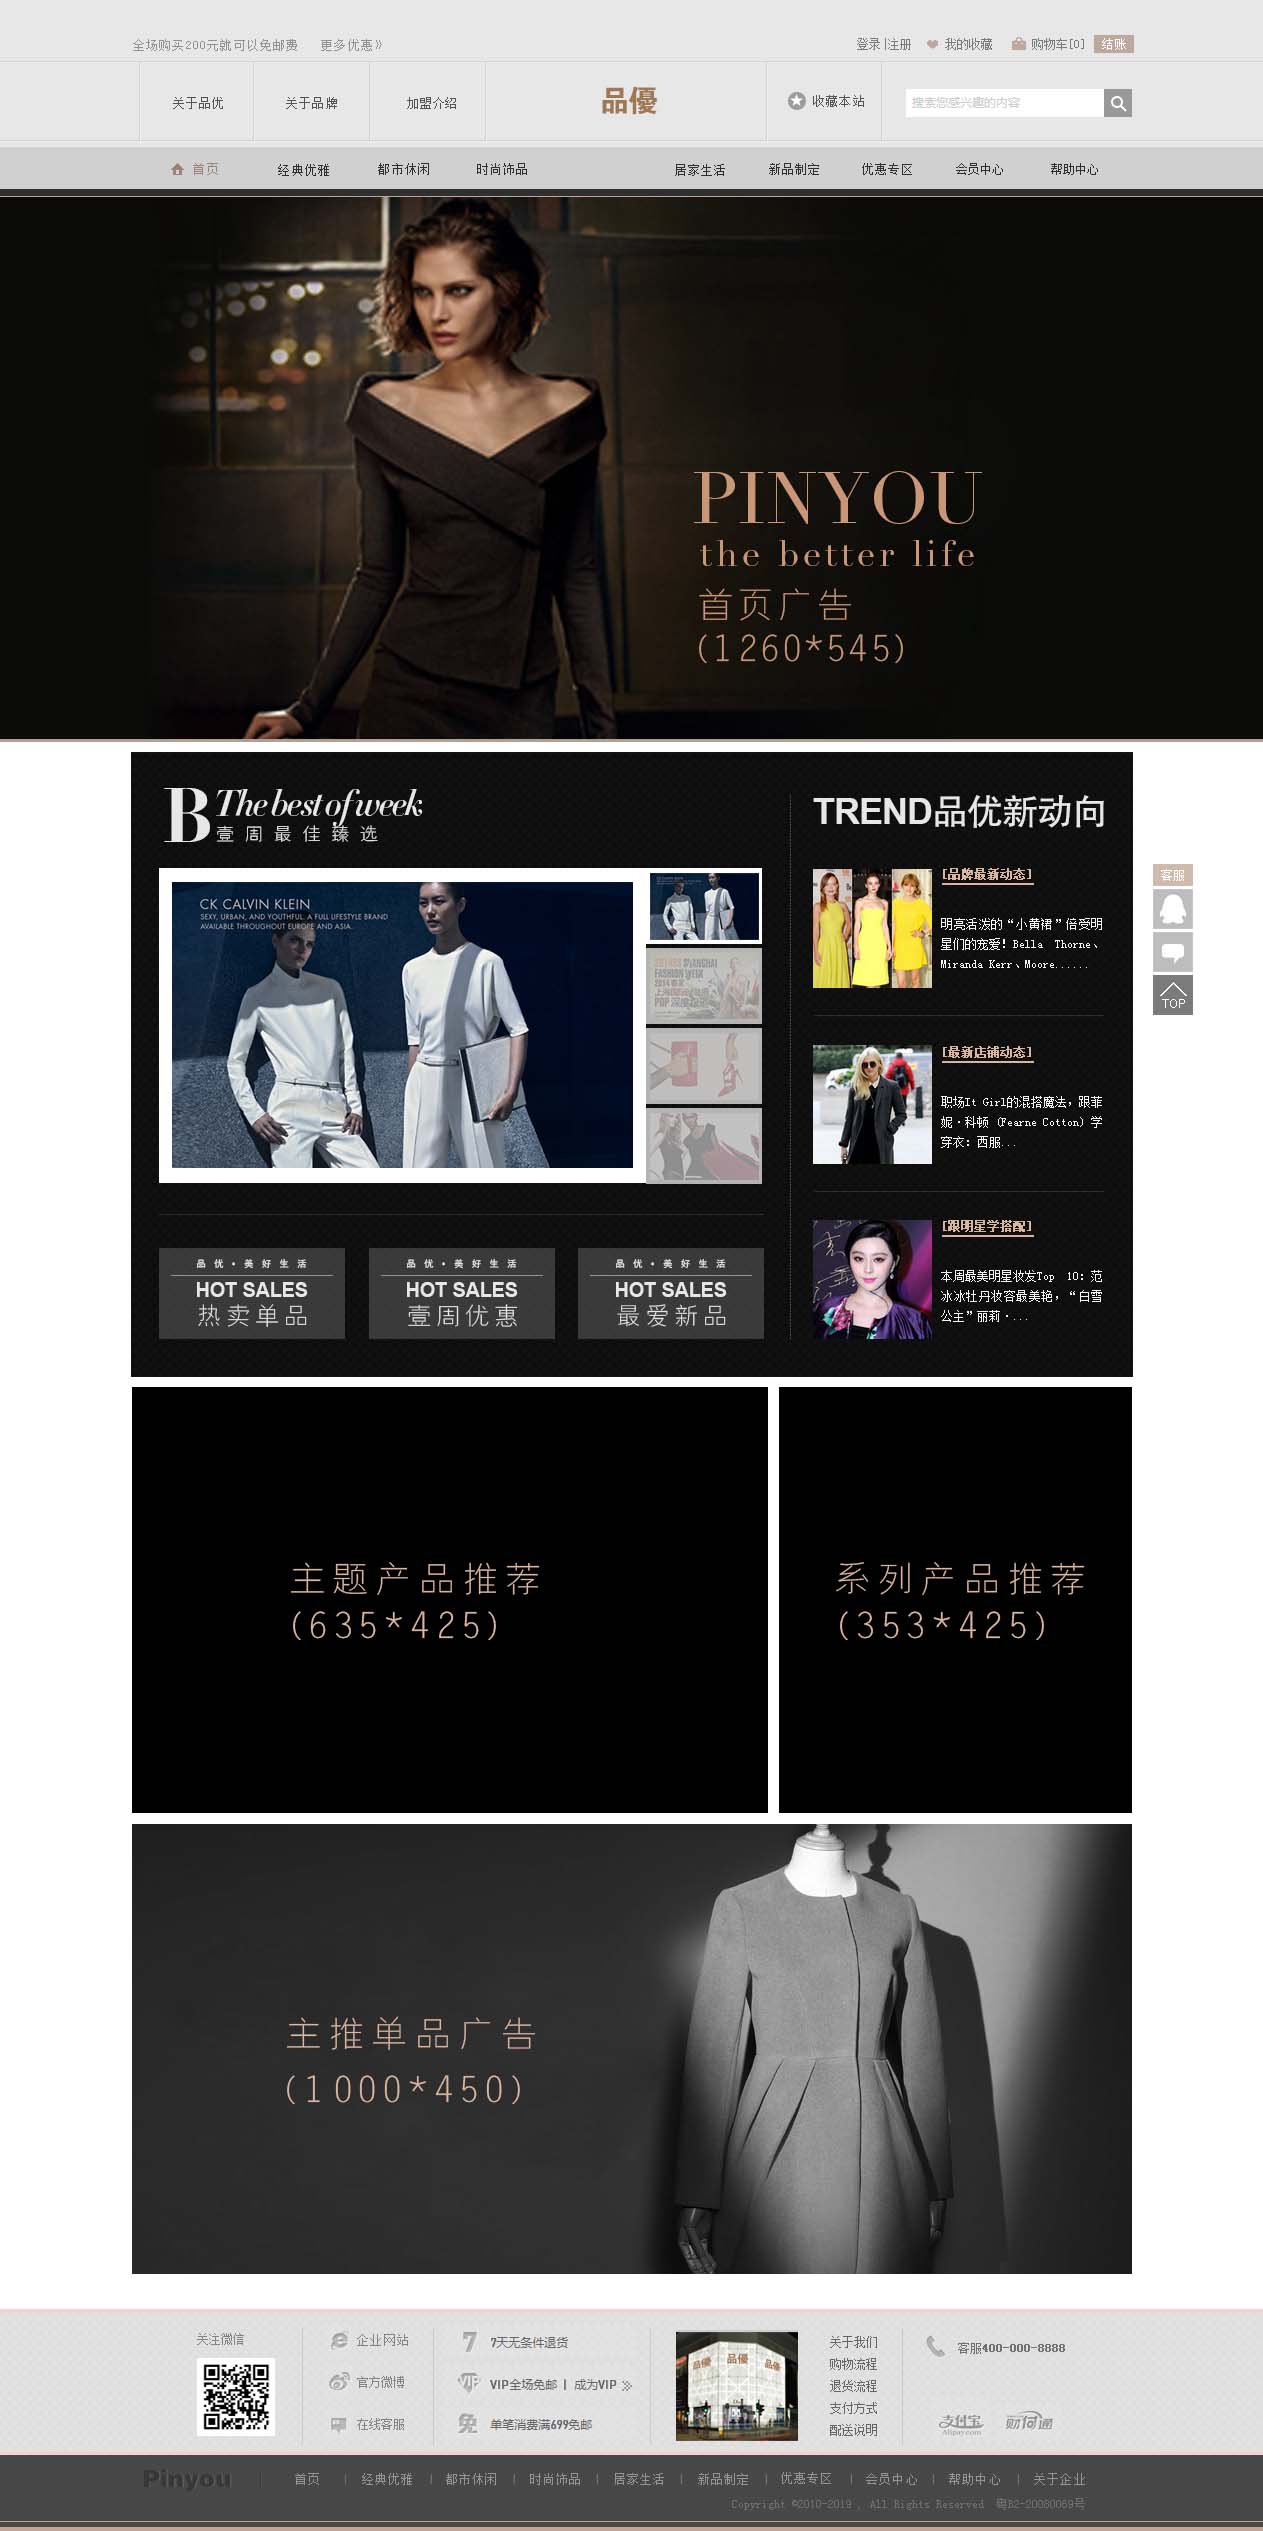 全场购买200元就可以免邮费 更多优惠》
登录 |注册 我的收藏 购物车[0] 结账
关于品优 关于品牌 加盟介绍 品優 收藏本站 搜索您感兴趣的内容
首页 经典优雅 都市休闲 时尚饰品 居家生活 新品制定 优惠专区 会员中心 帮助中心
PINYOU
the better life
首页广告
(1260*545)
B The best of week
壹周最佳臻选
CK CALVIN KLEIN
SEXY, URBAN, AND YOUTHFUL. A FULL LIFESTYLE BRAND
AVAILABLE THROUGHOUT EUROPE AND ASIA.
SHANGHAI
FASHION WEEK
品优·美好生活
HOT SALES
热卖单品
品优·美好生活
HOT SALES
壹周优惠
品优·美好生活
HOT SALES
最爱新品
TREND品优新动向
[品牌最新动态]
明亮活泼的“小黄裙”倍受明
星们的宠爱! Bella Thorne、
Miranda Kerr、Moore......
[最新店铺动态]
职场It Girl的混搭魔法，跟菲
妮·科顿 (Fearne Cotton) 学
穿衣: 西服...
[跟明星学搭配]
本周最美明星妆发Top 10: 范
冰冰牡丹妆容最美艳，“白雪
公主”丽莉·...
客服
TOP
主题产品推荐
(635*425)
系列产品推荐
(353*425)
主推单品广告
(1000*450)
关注微信
企业网站
官方微博
在线客服
7 7天无条件退货
VIP VIP全场免邮 | 成为VIP
免 单笔消费满699免邮
品優 品優 品優
关于我们
购物流程
退货流程
支付方式
配送说明
客服400-000-8888
支付宝
Alipay.com
财付通
Pinyou
首页 | 经典优雅 | 都市休闲 | 时尚饰品 | 居家生活 | 新品制定 | 优惠专区 | 会员中心 | 帮助中心 | 关于企业
Copyright ©2010-2019 , All Rights Reserved 粤B2-20080069号